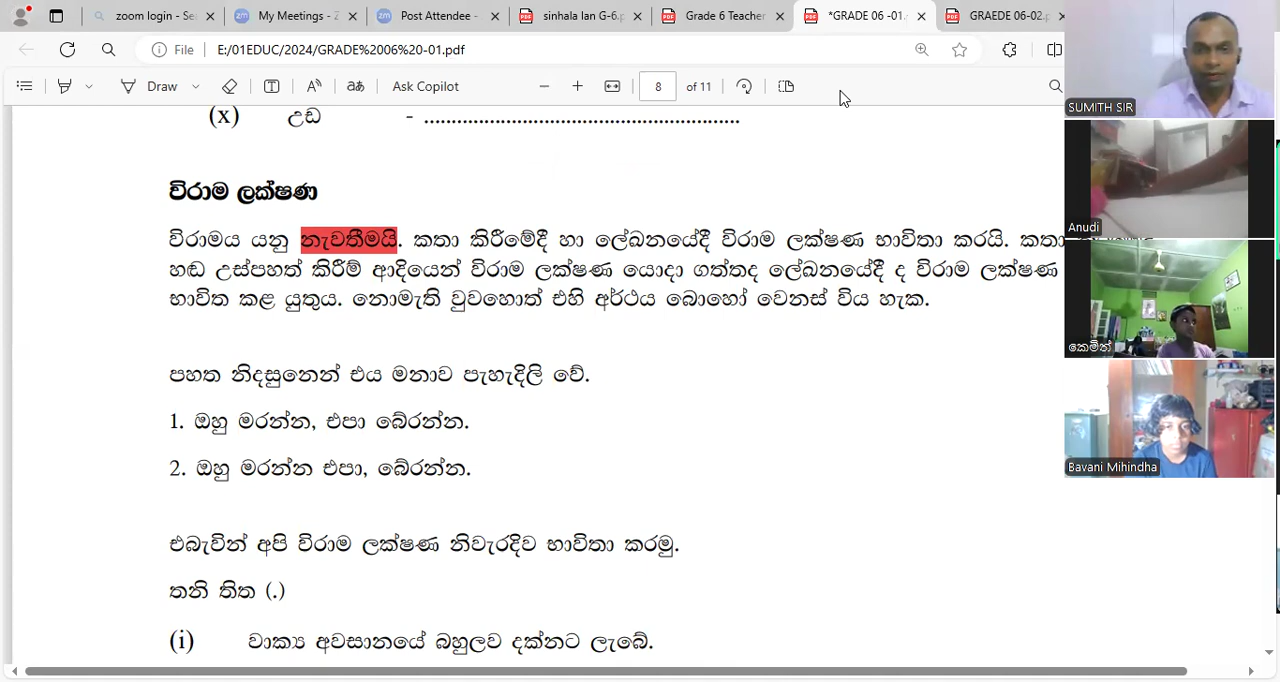 zoom login - Se
My Meetings - Z
Post Attendee -
sinhala lan G-6.p
Grade 6 Teacher
*GRADE 06 -01.
GRAEDE 06-02.p
File E:/01EDUC/2024/GRADE%2006%20-01.pdf
Draw
aあ
Ask Copilot
8 of 11
SUMITH SIR
Anudi
කෙමිත්
Bavani Mihindha
(x) උඩ - ..........................................................
විරාම ලක්ෂණ
විරාමය යනු නැවතීමයි. කතා කිරීමේදී හා ලේඛනයේදී විරාම ලක්ෂණ භාවිතා කරයි. කතා
හඬ උස්පහත් කිරීම් ආදියෙන් විරාම ලක්ෂණ යොදා ගත්තද ලේඛනයේදී ද විරාම ලක්ෂණ
භාවිත කළ යුතුය. නොමැති වුවහොත් එහි අර්ථය බොහෝ වෙනස් විය හැක.
පහත නිදසුනෙන් එය මනාව පැහැදිලි වේ.
1. ඔහු මරන්න, එපා බේරන්න.
2. ඔහු මරන්න එපා, බේරන්න.
එබැවින් අපි විරාම ලක්ෂණ නිවැරදිව භාවිතා කරමු.
තනි තිත (.)
(i) වාක්‍ය අවසානයේ බහුලව දක්නට ලැබේ.